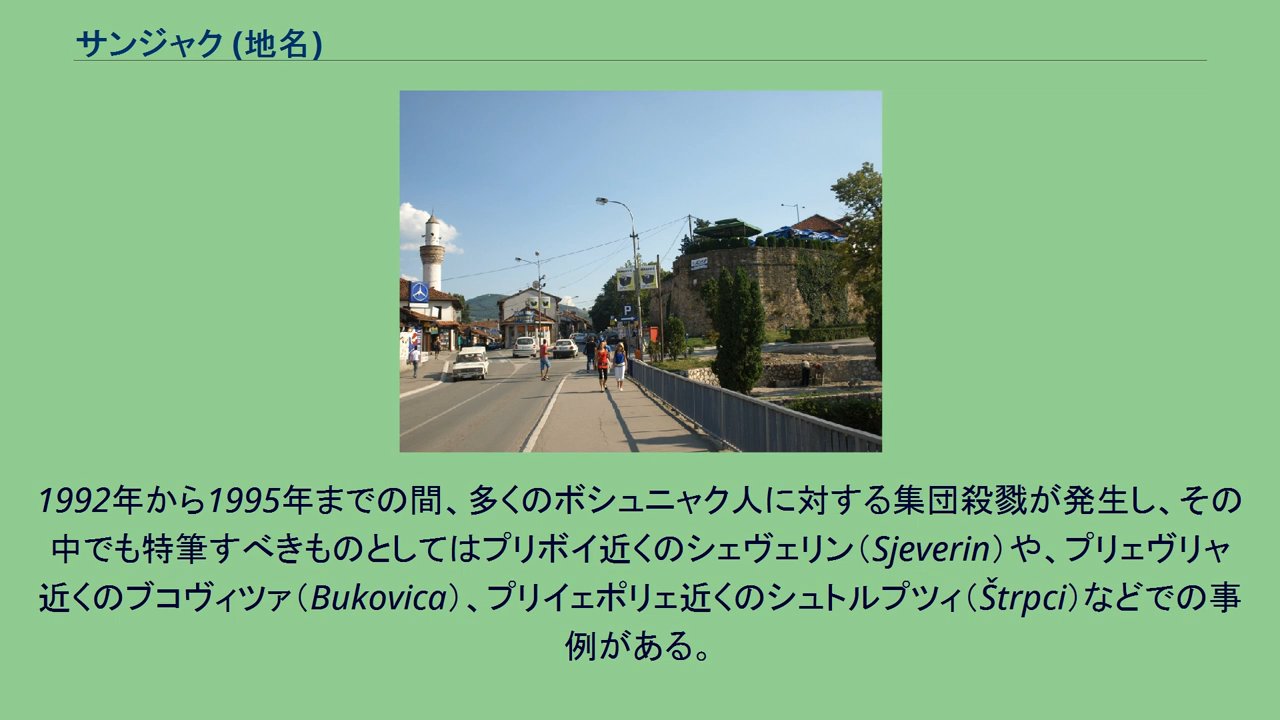 サンジャク (地名)
P
1992年から1995年までの間、多くのボシュニャク人に対する集団殺戮が発生し、その
中でも特筆すべきものとしてはプリボイ近くのシェヴェリン（Sjeverin）や、プリェヴリャ
近くのブコヴィツァ（Bukovica）、プリイェポリェ近くのシュトルプツィ（Štrpci）などでの事
例がある。